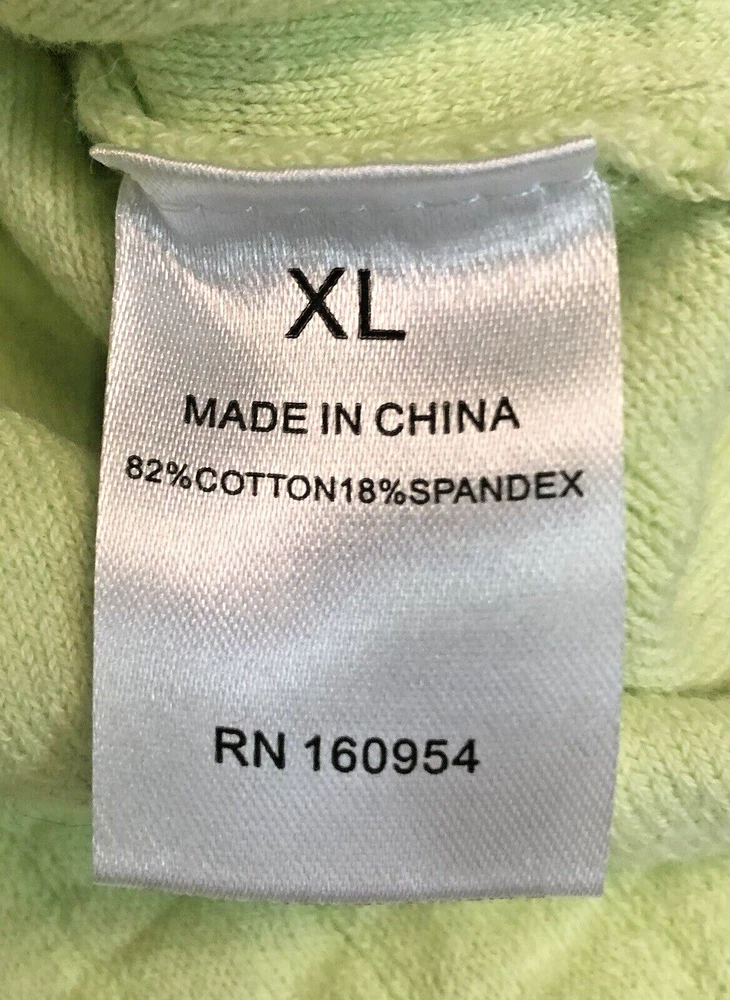 XL
MADE IN CHINA
82%COTTON18%SPANDEX
RN 160954